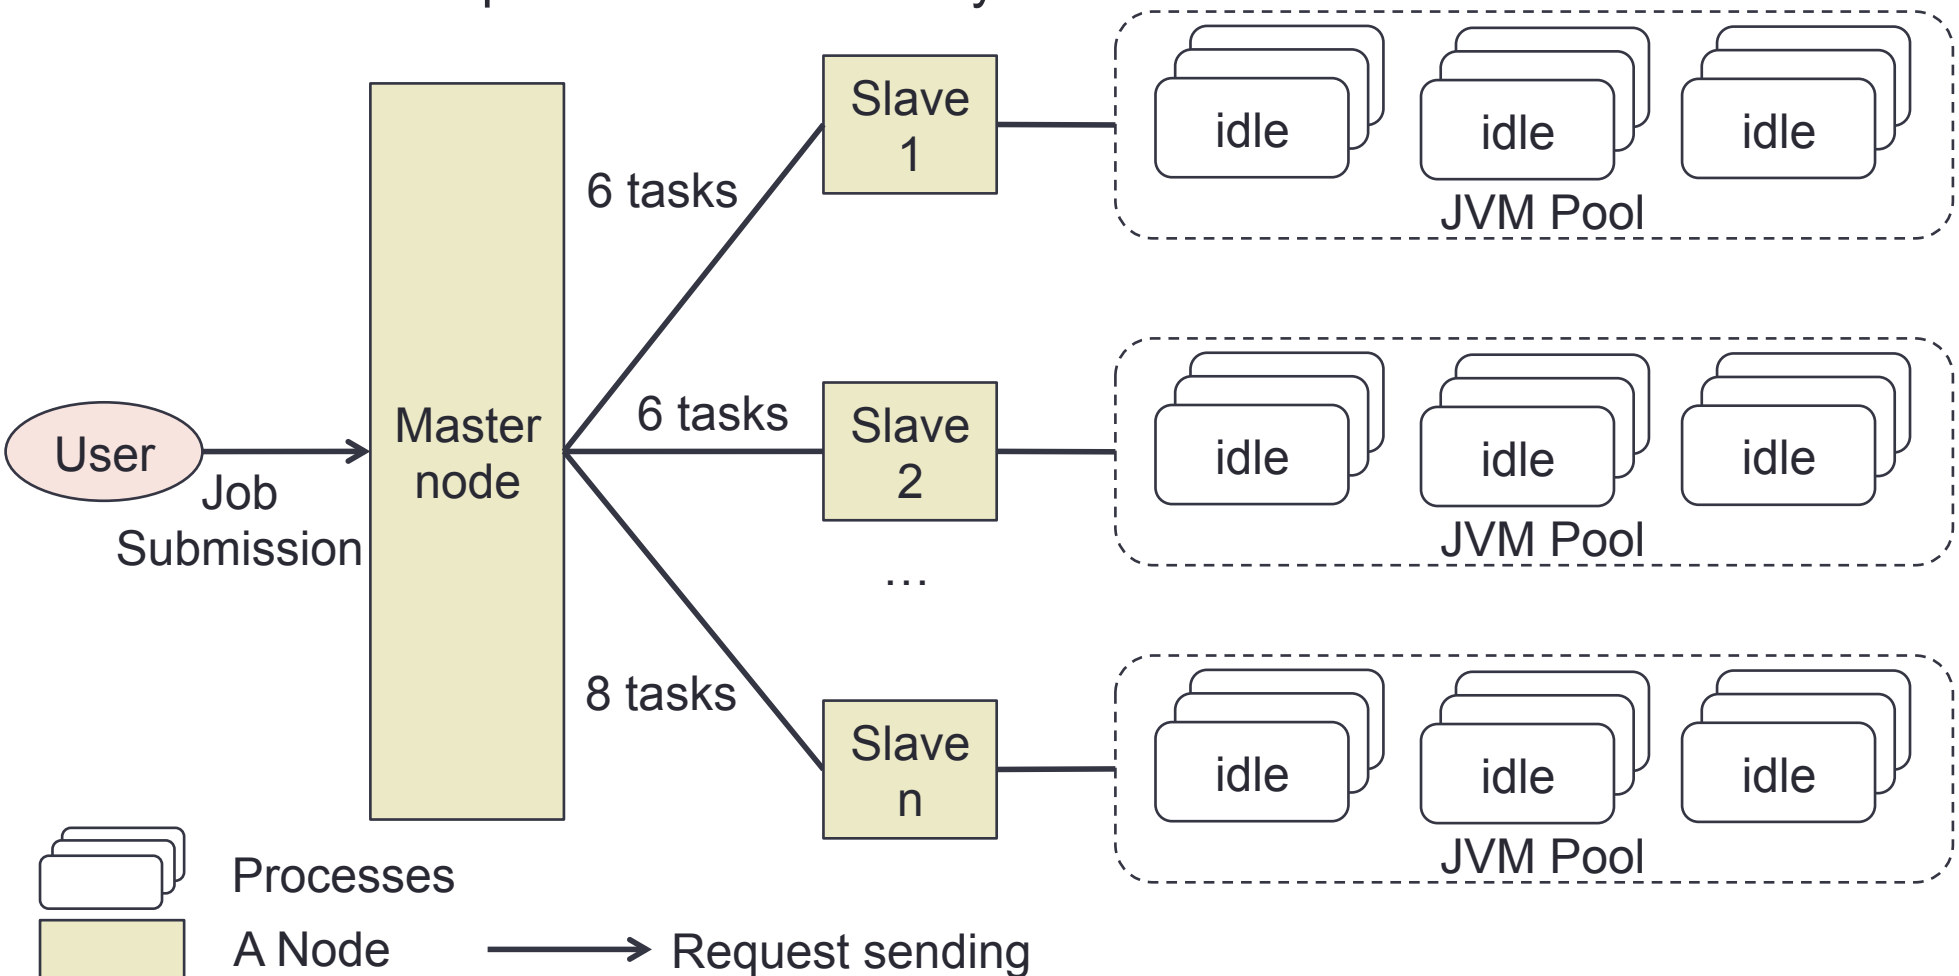 Slave
1
idle
idle
idle
6 tasks
JVM Pool
User
Job
Submission
Master
node
6 tasks
Slave
2
idle
idle
idle
JVM Pool
…
8 tasks
Slave
n
idle
idle
idle
JVM Pool
Processes
A Node
Request sending